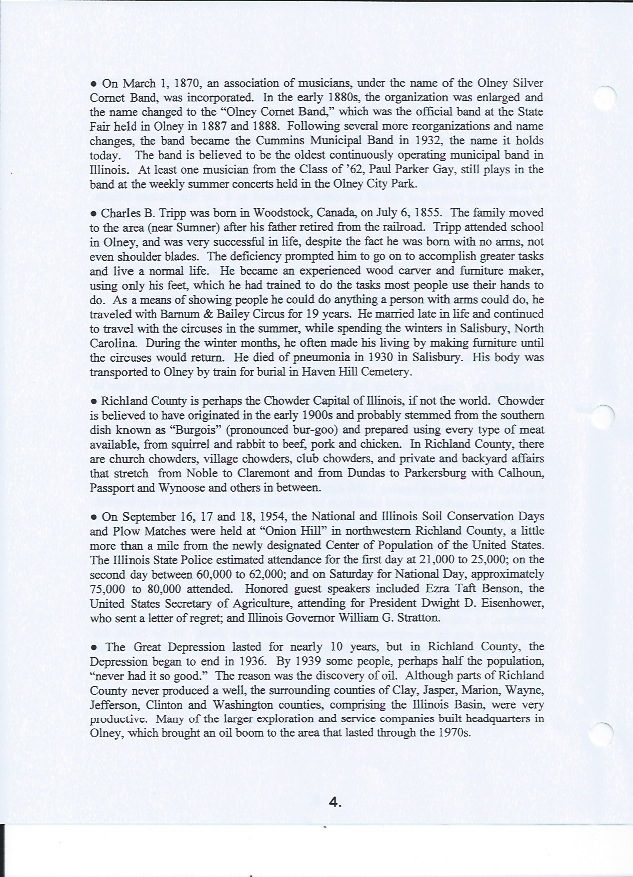 ● On March 1, 1870, an association of musicians, under the name of the Olney Silver
Cornet Band, was incorporated. In the early 1880s, the organization was enlarged and
the name changed to the “Olney Cornet Band,” which was the official band at the State
Fair held in Olney in 1887 and 1888. Following several more reorganizations and name
changes, the band became the Cummins Municipal Band in 1932, the name it holds
today. The band is believed to be the oldest continuously operating municipal band in
Illinois. At least one musician from the Class of ’62, Paul Parker Gay, still plays in the
band at the weekly summer concerts held in the Olney City Park.
● Charles B. Tripp was born in Woodstock, Canada, on July 6, 1855. The family moved
to the area (near Sumner) after his father retired from the railroad. Tripp attended school
in Olney, and was very successful in life, despite the fact he was born with no arms, not
even shoulder blades. The deficiency prompted him to go on to accomplish greater tasks
and live a normal life. He became an experienced wood carver and furniture maker,
using only his feet, which he had trained to do the tasks most people use their hands to
do. As a means of showing people he could do anything a person with arms could do, he
traveled with Barnum & Bailey Circus for 19 years. He married late in life and continued
to travel with the circuses in the summer, while spending the winters in Salisbury, North
Carolina. During the winter months, he often made his living by making furniture until
the circuses would return. He died of pneumonia in 1930 in Salisbury. His body was
transported to Olney by train for burial in Haven Hill Cemetery.
● Richland County is perhaps the Chowder Capital of Illinois, if not the world. Chowder
is believed to have originated in the early 1900s and probably stemmed from the southern
dish known as “Burgois” (pronounced bur-goo) and prepared using every type of meat
available, from squirrel and rabbit to beef, pork and chicken. In Richland County, there
are church chowders, village chowders, club chowders, and private and backyard affairs
that stretch from Noble to Claremont and from Dundas to Parkersburg with Calhoun,
Passport and Wynoose and others in between.
● On September 16, 17 and 18, 1954, the National and Illinois Soil Conservation Days
and Plow Matches were held at “Onion Hill” in northwestern Richland County, a little
more than a mile from the newly designated Center of Population of the United States.
The Illinois State Police estimated attendance for the first day at 21,000 to 25,000; on the
second day between 60,000 to 62,000; and on Saturday for National Day, approximately
75,000 to 80,000 attended. Honored guest speakers included Ezra Taft Benson, the
United States Secretary of Agriculture, attending for President Dwight D. Eisenhower,
who sent a letter of regret; and Illinois Governor William G. Stratton.
● The Great Depression lasted for nearly 10 years, but in Richland County, the
Depression began to end in 1936. By 1939 some people, perhaps half the population,
“never had it so good.” The reason was the discovery of oil. Although parts of Richland
County never produced a well, the surrounding counties of Clay, Jasper, Marion, Wayne,
Jefferson, Clinton and Washington counties, comprising the Illinois Basin, were very
productive. Many of the larger exploration and service companies built headquarters in
Olney, which brought an oil boom to the area that lasted through the 1970s.
4.